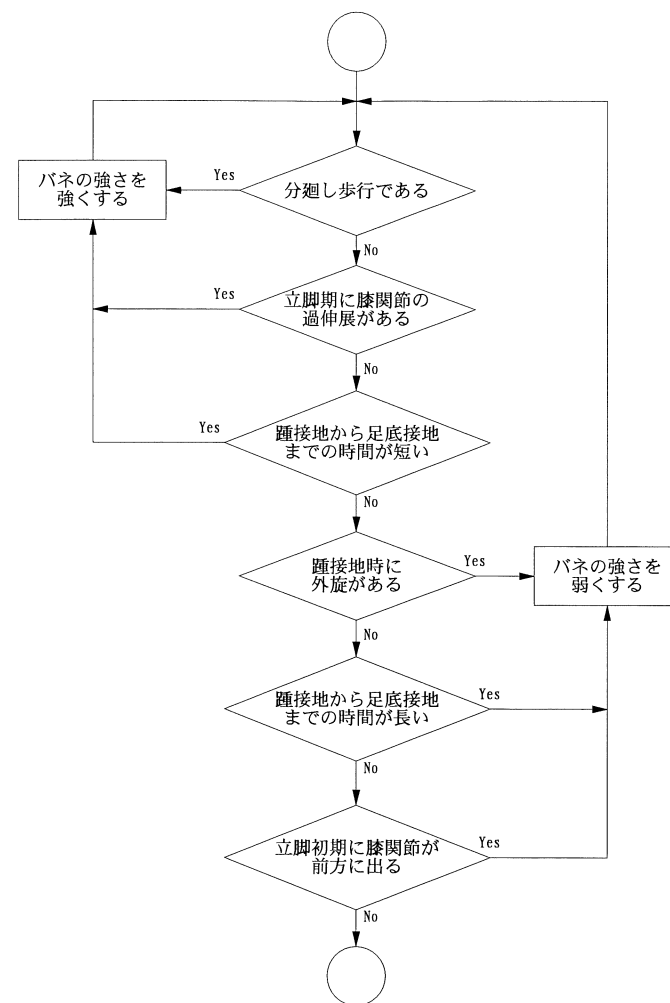 分廻し歩行である
Yes
バネの強さを
強くする
No
立脚期に膝関節の
過伸展がある
Yes
No
踵接地から足底接地
までの時間が短い
Yes
No
踵接地時に
外旋がある
Yes
バネの強さを
弱くする
No
踵接地から足底接地
までの時間が長い
Yes
No
立脚初期に膝関節が
前方に出る
Yes
No